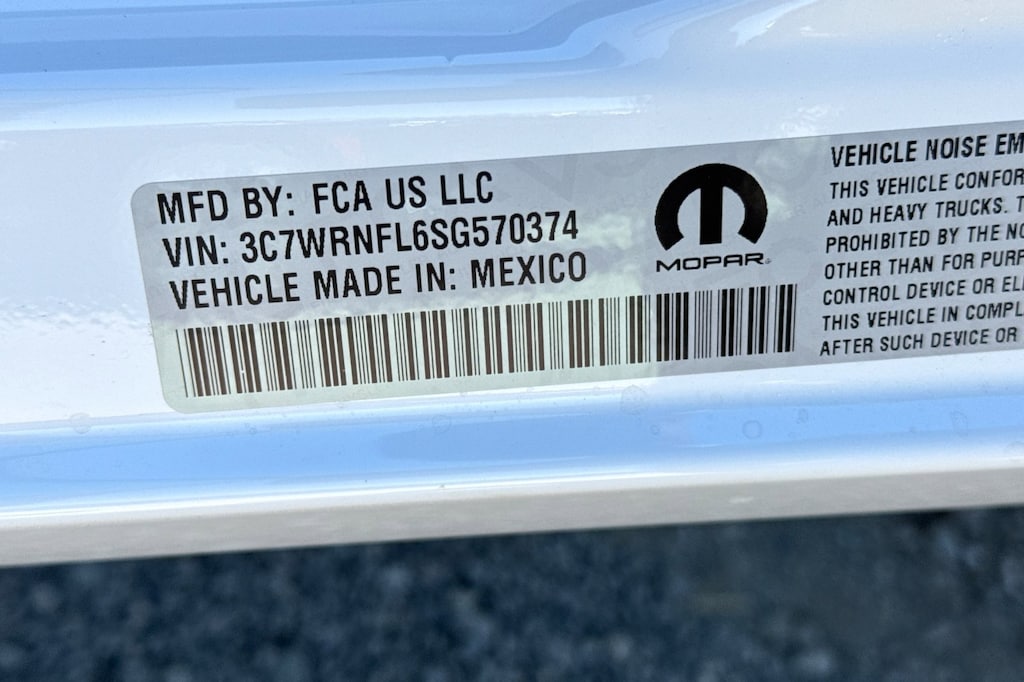 MFD BY: FCA US LLC
VIN: 3C7WRNFL6SG570374
VEHICLE MADE IN: MEXICO
MOPAR®
VEHICLE NOISE EM
THIS VEHICLE CONFOR
AND HEAVY TRUCKS. T
PROHIBITED BY THE NO
OTHER THAN FOR PURP
CONTROL DEVICE OR EL
THIS VEHICLE IN COMPL
AFTER SUCH DEVICE OR